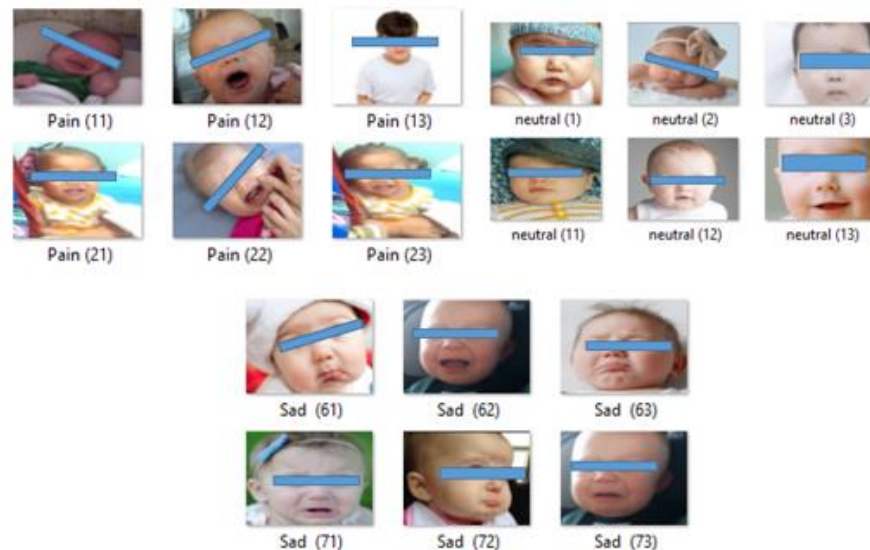 Pain (11) Pain (12) Pain (13) neutral (1) neutral (2) neutral (3)
Pain (21) Pain (22) Pain (23) neutral (11) neutral (12) neutral (13)
Sad (61) Sad (62) Sad (63)
Sad (71) Sad (72) Sad (73)